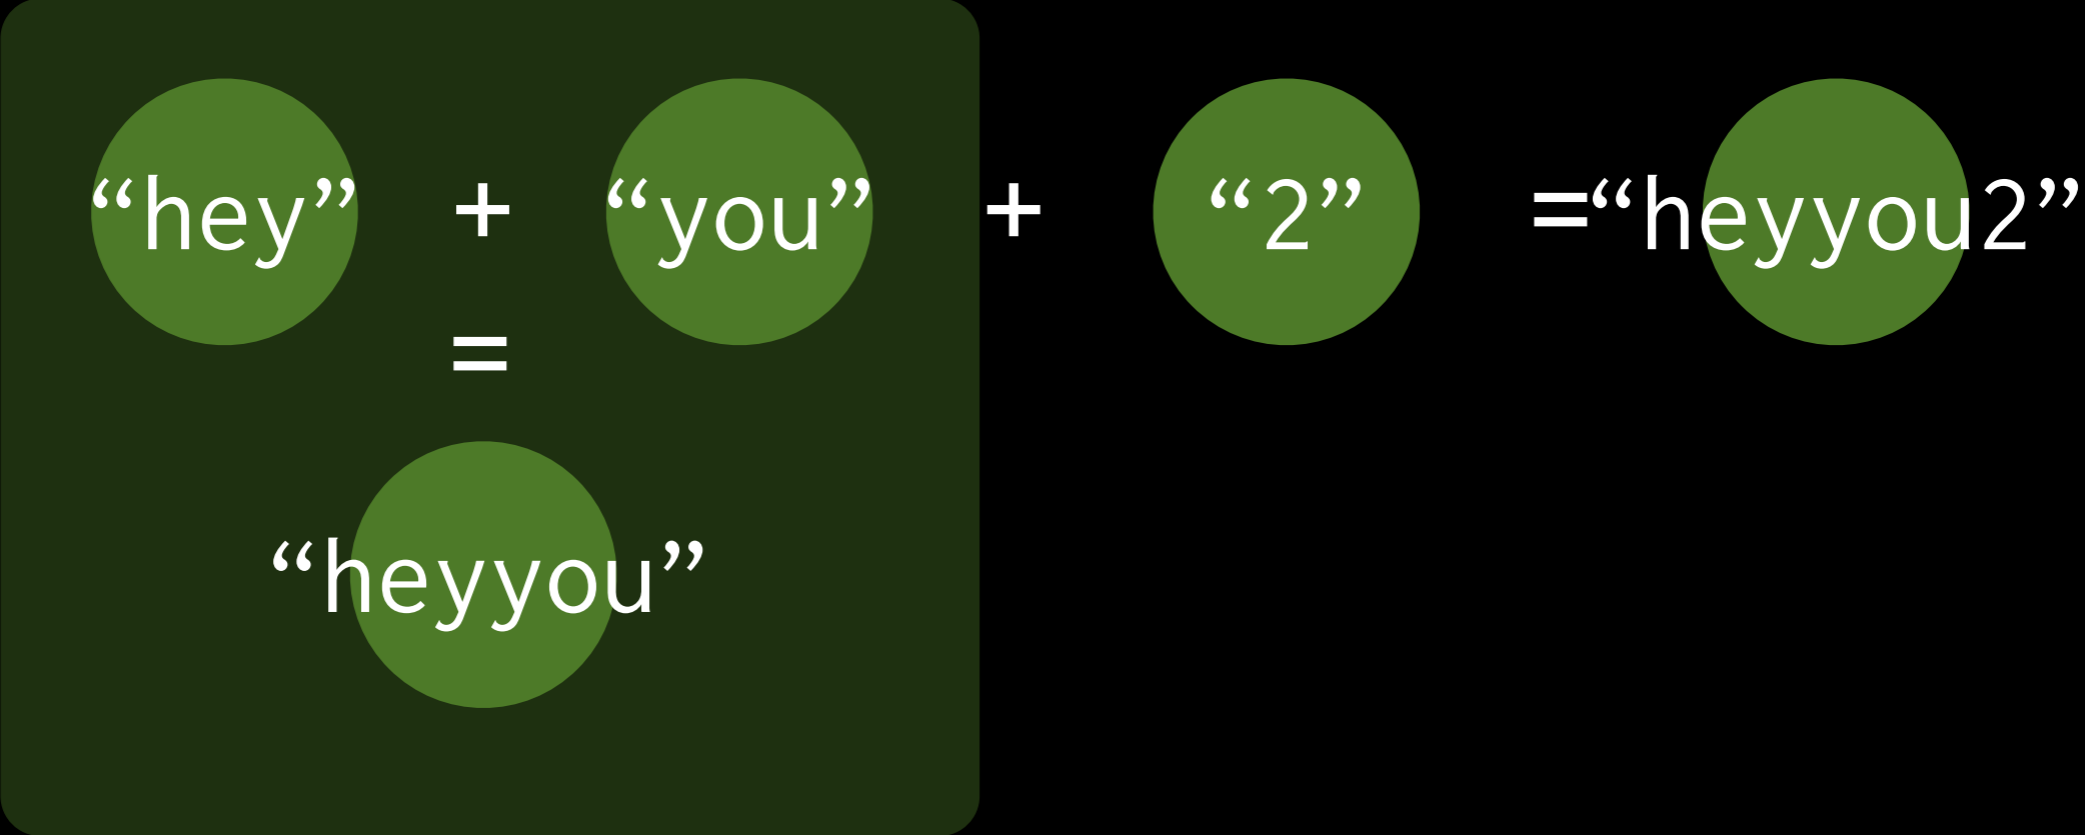 “hey” + “you” + “2” =“heyyou2”
=
“heyyou”